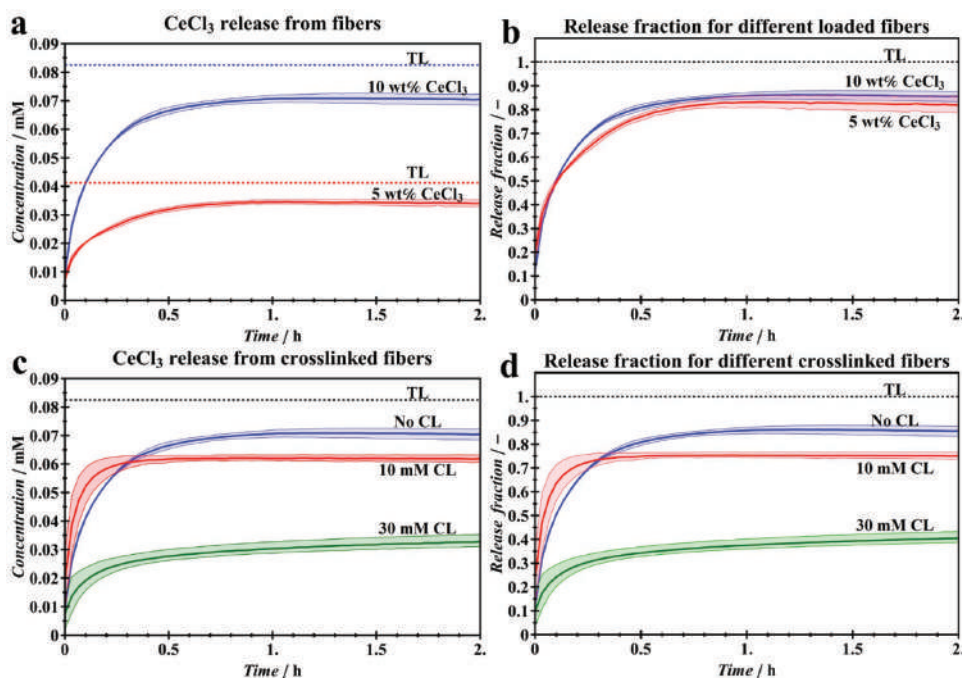 a
CeCl₃ release from fibers
0.09
0.08
0.07
0.06
0.05
0.04
0.03
0.02
0.01
0
Concentration / mM
TL
10 wt% CeCl₃
TL
5 wt% CeCl₃
0 0.5 1. 1.5 2.
Time / h
b
Release fraction for different loaded fibers
1.
0.9
0.8
0.7
0.6
0.5
0.4
0.3
0.2
0.1
0
Release fraction / –
TL
10 wt% CeCl₃
5 wt% CeCl₃
0 0.5 1. 1.5 2.
Time / h
c
CeCl₃ release from crosslinked fibers
0.09
0.08
0.07
0.06
0.05
0.04
0.03
0.02
0.01
0
Concentration / mM
TL
No CL
10 mM CL
30 mM CL
0 0.5 1. 1.5 2.
Time / h
d
Release fraction for different crosslinked fibers
1.
0.9
0.8
0.7
0.6
0.5
0.4
0.3
0.2
0.1
0
Release fraction / –
TL
No CL
10 mM CL
30 mM CL
0 0.5 1. 1.5 2.
Time / h